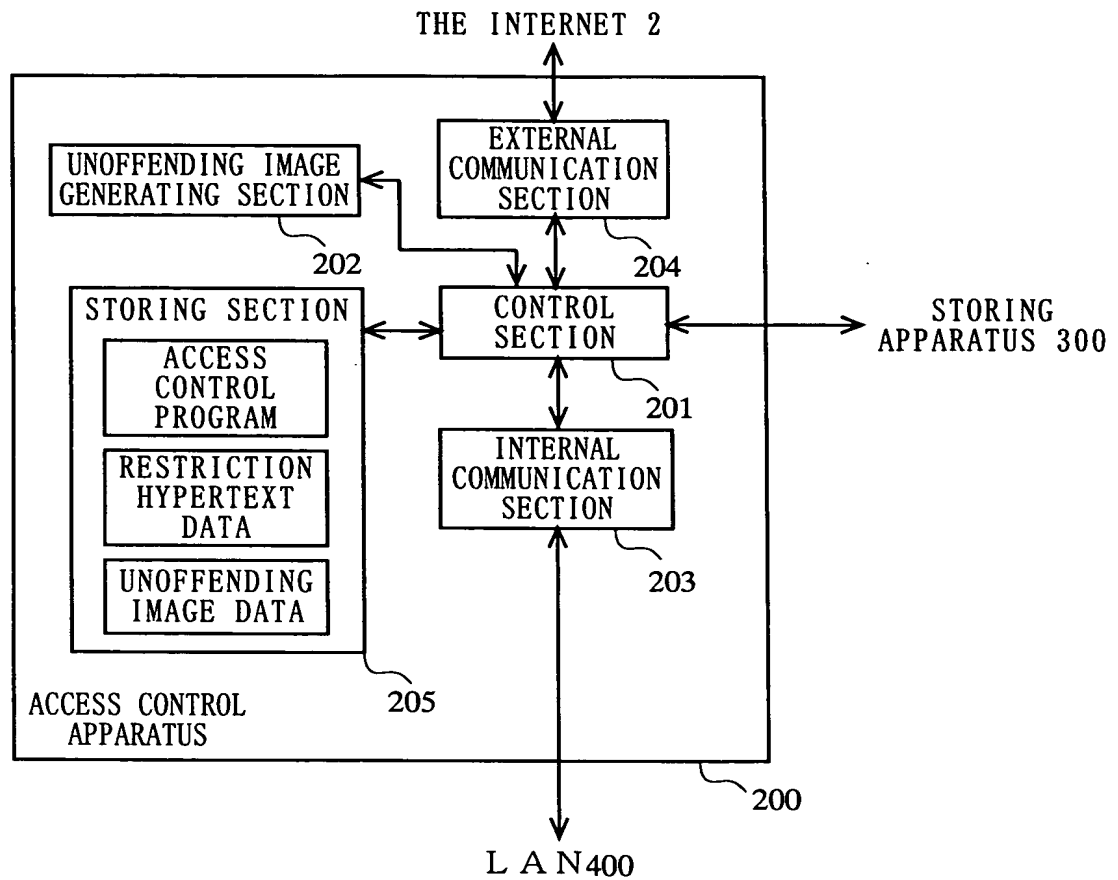 THE INTERNET 2
EXTERNAL
COMMUNICATION
SECTION
204
UNOFFENDING IMAGE
GENERATING SECTION
202
CONTROL
SECTION
201
STORING
APPARATUS 300
STORING SECTION
ACCESS
CONTROL
PROGRAM
RESTRICTION
HYPERTEXT
DATA
UNOFFENDING
IMAGE DATA
205
INTERNAL
COMMUNICATION
SECTION
203
ACCESS CONTROL
APPARATUS
200
LAN400